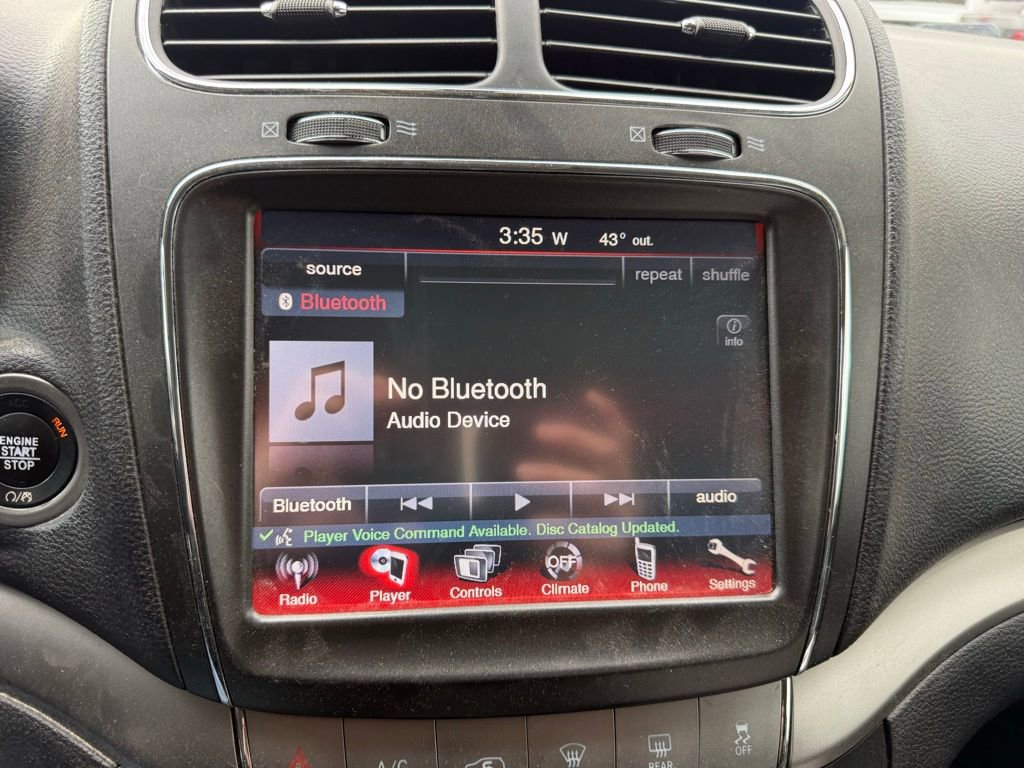 3:35 W 43° out.
source
repeat shuffle
Bluetooth
info
No Bluetooth
Audio Device
Bluetooth
audio
Player Voice Command Available. Disc Catalog Updated.
Radio Player Controls OFF Climate Phone Settings
ACC
RUN
ENGINE
START
STOP
A/C
REAR
OFF